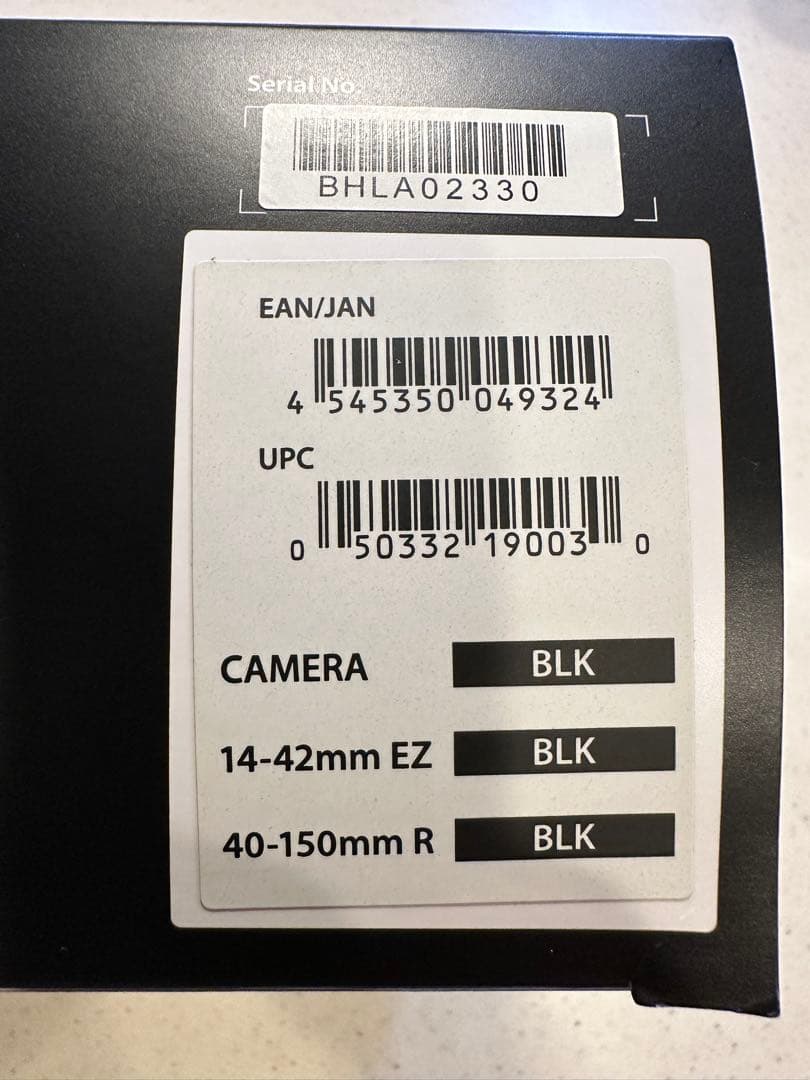 Serial No.
BHLA02330
EAN/JAN
4 545350 049324
UPC
0 50332 19003 0
CAMERA BLK
14-42mm EZ BLK
40-150mm R BLK